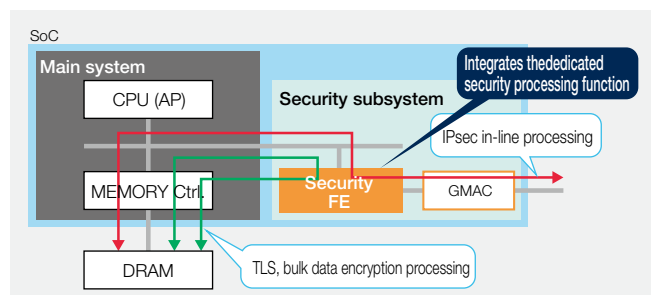 SoC
Main system
CPU (AP)
MEMORY Ctrl.
DRAM
Security subsystem
Security
FE
GMAC
Integrates thededicated
security processing function
IPsec in-line processing
TLS, bulk data encryption processing